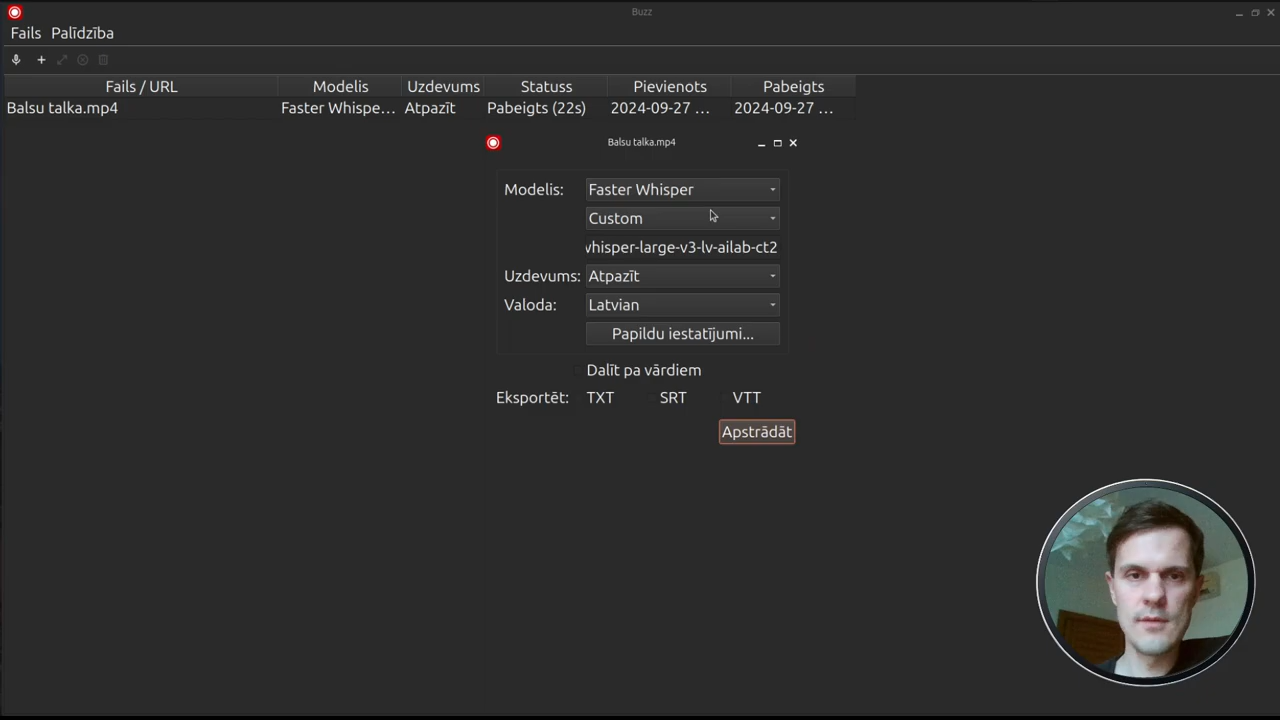 Buzz
Fails Palīdzība
Fails / URL Modelis Uzdevums Statuss Pievienots Pabeigts
Balsu talka.mp4 Faster Whispe... Atpazīt Pabeigts (22s) 2024-09-27 ... 2024-09-27 ...
Balsu talka.mp4
Modelis: Faster Whisper
Custom
whisper-large-v3-lv-ailab-ct2
Uzdevums: Atpazīt
Valoda: Latvian
Papildu iestatījumi...
Dalīt pa vārdiem
Eksportēt: TXT SRT VTT
Apstrādāt